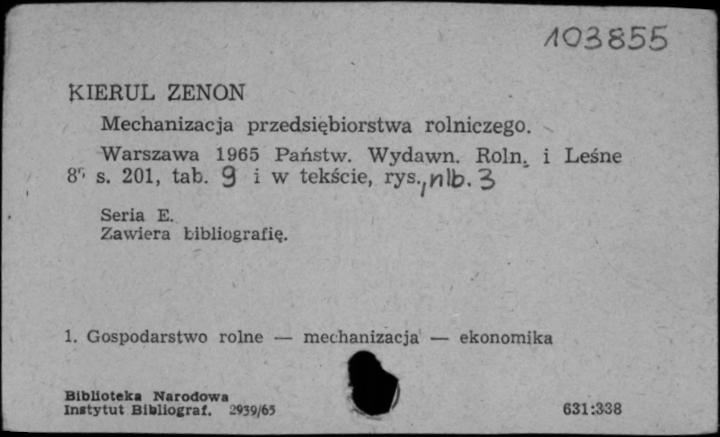 103855
KIERUL ZENON
Mechanizacja przedsiębiorstwa rolniczego.
Warszawa 1965 Państw. Wydawn. Roln. i Leśne
8° s. 201, tab. 9 i w tekście, rys., nlb. 3
Seria E.
Zawiera bibliografię.
1. Gospodarstwo rolne — mechanizacja — ekonomika
Biblioteka Narodowa
Instytut Bibliograf. 2939/65
631:338